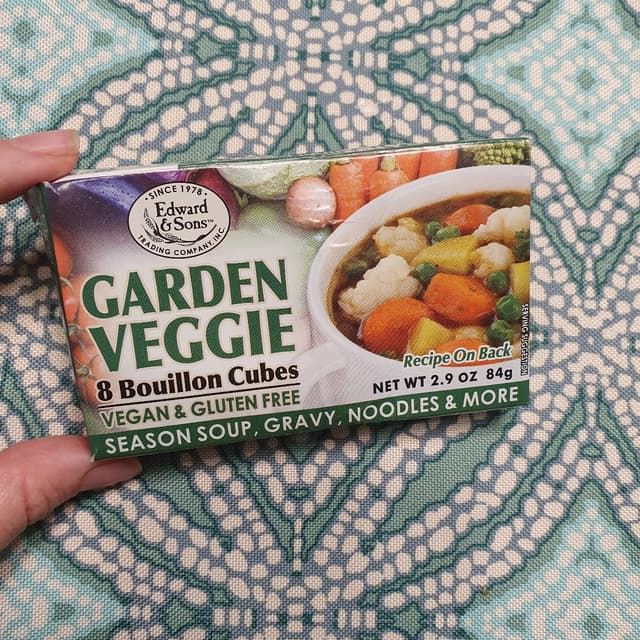 • SINCE 1978 •
Edward
& Sons™
TRADING COMPANY, INC.
GARDEN
VEGGIE
8 Bouillon Cubes
VEGAN & GLUTEN FREE
SEASON SOUP, GRAVY, NOODLES & MORE
Recipe On Back
NET WT 2.9 OZ 84g
SERVING SUGGESTION